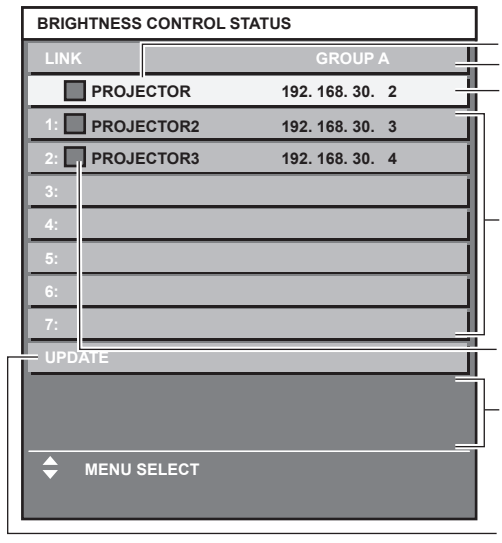 BRIGHTNESS CONTROL STATUS
LINK GROUP A
PROJECTOR 192. 168. 30. 2
1: PROJECTOR2 192. 168. 30. 3
2: PROJECTOR3 192. 168. 30. 4
3:
4:
5:
6:
7:
UPDATE
MENU SELECT